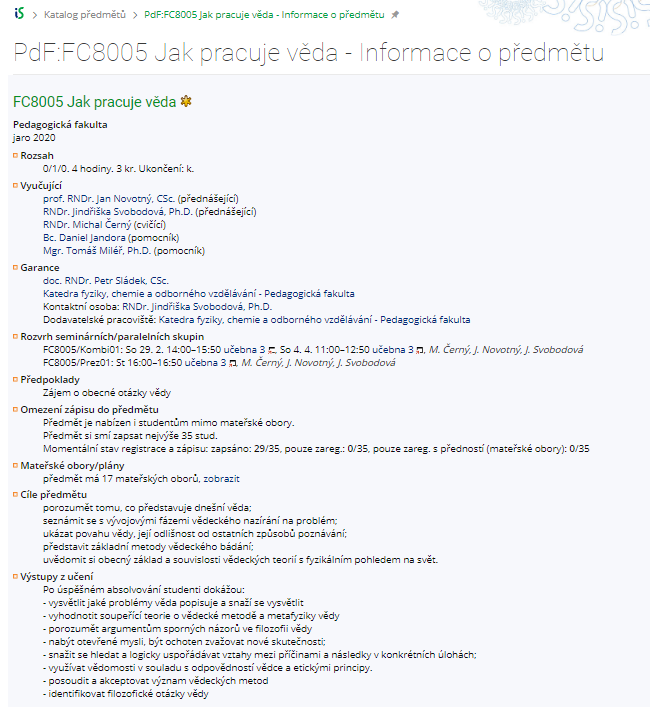 is > Katalog předmětů > PdF:FC8005 Jak pracuje věda - Informace o předmětu
PdF:FC8005 Jak pracuje věda - Informace o předmětu
FC8005 Jak pracuje věda
Pedagogická fakulta
jaro 2020
Rozsah
0/1/0. 4 hodiny. 3 kr. Ukončení: k.
Vyučující
prof. RNDr. Jan Novotný, CSc. (přednášející)
RNDr. Jindřiška Svobodová, Ph.D. (přednášející)
RNDr. Michal Černý (cvičící)
Bc. Daniel Jandora (pomocník)
Mgr. Tomáš Miléř, Ph.D. (pomocník)
Garance
doc. RNDr. Petr Sládek, CSc.
Katedra fyziky, chemie a odborného vzdělávání - Pedagogická fakulta
Kontaktní osoba: RNDr. Jindřiška Svobodová, Ph.D.
Dodavatelské pracoviště: Katedra fyziky, chemie a odborného vzdělávání - Pedagogická fakulta
Rozvrh seminárních/paralelních skupin
FC8005/Kombi01: So 29. 2. 14:00–15:50 učebna 3, So 4. 4. 11:00–12:50 učebna 3, M. Černý, J. Novotný, J. Svobodová
FC8005/Prez01: St 16:00–16:50 učebna 3, M. Černý, J. Novotný, J. Svobodová
Předpoklady
Zájem o obecné otázky vědy
Omezení zápisu do předmětu
Předmět je nabízen i studentům mimo mateřské obory.
Předmět si smí zapsat nejvýše 35 stud.
Momentální stav registrace a zápisu: zapsáno: 29/35, pouze zareg.: 0/35, pouze zareg. s předností (mateřské obory): 0/35
Mateřské obory/plány
předmět má 17 mateřských oborů, zobrazit
Cíle předmětu
porozumět tomu, co představuje dnešní věda;
seznámit se s vývojovými fázemi vědeckého nazírání na problém;
ukázat povahu vědy, její odlišnost od ostatních způsobů poznávání;
představit základní metody vědeckého bádání;
uvědomit si obecný základ a souvislosti vědeckých teorií s fyzikálním pohledem na svět.
Výstupy z učení
Po úspěšném absolvování studenti dokážou:
- vysvětlit jaké problémy věda popisuje a snaží se vysvětlit
- vyhodnotit soupeřící teorie o vědecké metodě a metafyziky vědy
- porozumět argumentům sporných názorů ve filozofii vědy
- nabýt otevřené mysli, být ochoten zvažovat nové skutečnosti;
- snažit se hledat a logicky uspořádávat vztahy mezi příčinami a následky v konkrétních úlohách;
- využívat vědomosti v souladu s odpovědností vědce a etickými principy.
- posoudit a akceptovat význam vědeckých metod
- identifikovat filozofické otázky vědy